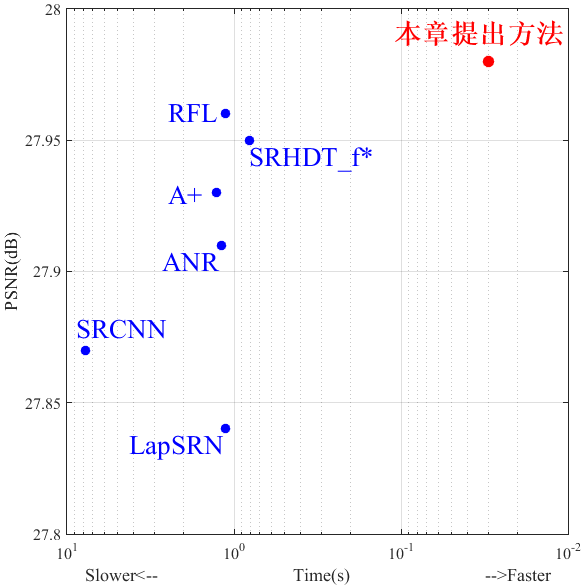 28
本章提出方法
RFL
27.95
SRHDT_f*
A+
ANR
PSNR(dB)
27.9
SRCNN
27.85
LapSRN
27.8
10^1
10^0
10^-1
10^-2
Slower<--
Time(s)
-->Faster